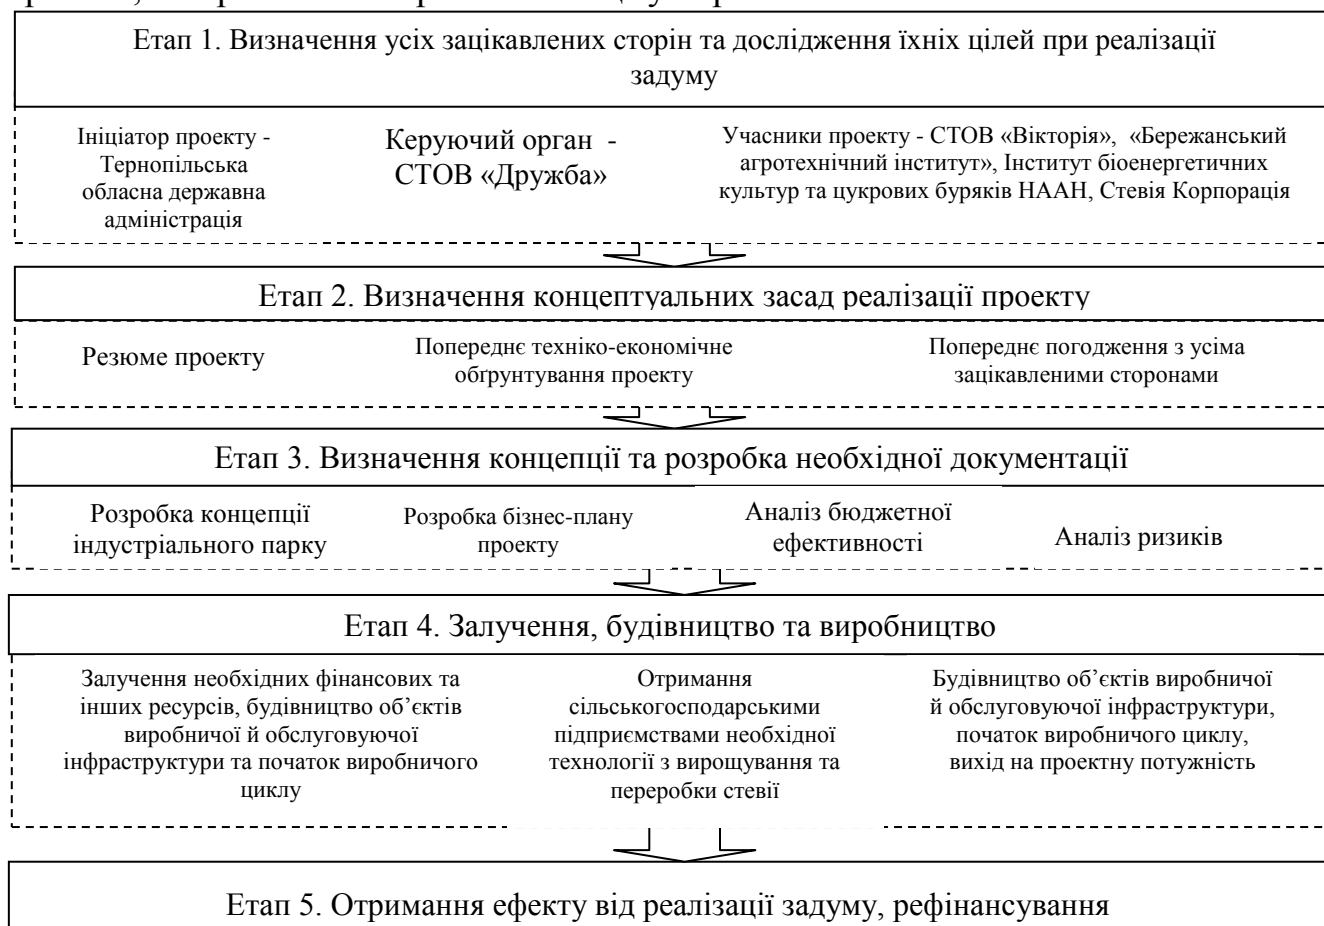 Етап 1. Визначення усіх зацікавлених сторін та дослідження їхніх цілей при реалізації
задуму
Ініціатор проекту -
Тернопільська
обласна державна
адміністрація
Керуючий орган -
СТОВ «Дружба»
Учасники проекту - СТОВ «Вікторія», «Бережанський
агротехнічний інститут», Інститут біоенергетичних
культур та цукрових буряків НААН, Стевія Корпорація
Етап 2. Визначення концептуальних засад реалізації проекту
Резюме проекту
Попереднє техніко-економічне
обґрунтування проекту
Попереднє погодження з усіма
зацікавленими сторонами
Етап 3. Визначення концепції та розробка необхідної документації
Розробка концепції
індустріального парку
Розробка бізнес-плану
проекту
Аналіз бюджетної
ефективності
Аналіз ризиків
Етап 4. Залучення, будівництво та виробництво
Залучення необхідних фінансових та
інших ресурсів, будівництво об’єктів
виробничої й обслуговуючої
інфраструктури та початок виробничого
циклу
Отримання
сільськогосподарськими
підприємствами необхідної
технології з вирощування та
переробки стевії
Будівництво об’єктів виробничої
й обслуговуючої інфраструктури,
початок виробничого циклу,
вихід на проектну потужність
Етап 5. Отримання ефекту від реалізації задуму, рефінансування